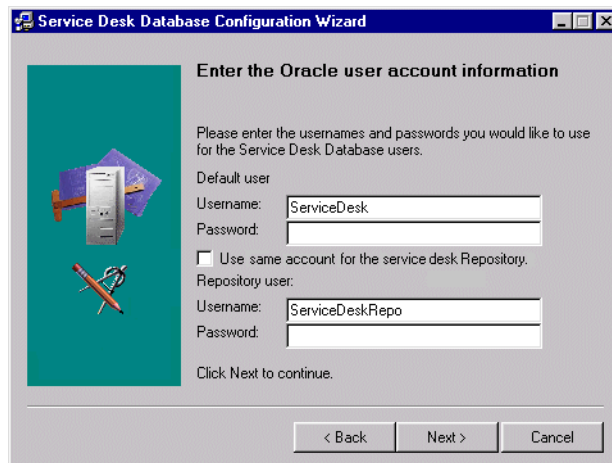 Service Desk Database Configuration Wizard
Enter the Oracle user account information
Please enter the usernames and passwords you would like to use
for the Service Desk Database users.
Default user
Username: ServiceDesk
Password:
Use same account for the service desk Repository.
Repository user:
Username: ServiceDeskRepo
Password:
Click Next to continue.
< Back Next > Cancel